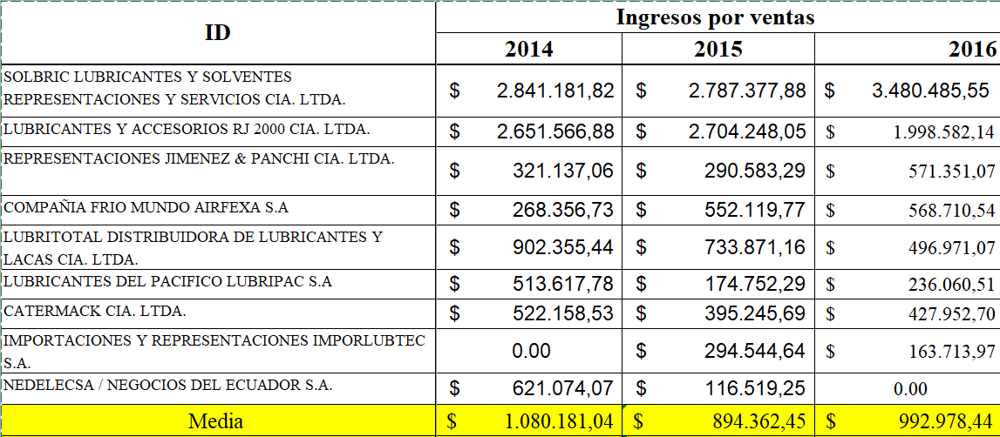 ID Ingresos por ventas
2014 2015 2016
SOLBRIC LUBRICANTES Y SOLVENTES
REPRESENTACIONES Y SERVICIOS CIA. LTDA. $ 2.841.181,82 $ 2.787.377,88 $ 3.480.485,55
LUBRICANTES Y ACCESORIOS RJ 2000 CIA. LTDA. $ 2.651.566,88 $ 2.704.248,05 $ 1.998.582,14
REPRESENTACIONES JIMENEZ & PANCHI CIA. LTDA. $ 321.137,06 $ 290.583,29 $ 571.351,07
COMPAÑIA FRIO MUNDO AIRFEXA S.A $ 268.356,73 $ 552.119,77 $ 568.710,54
LUBRITOTAL DISTRIBUIDORA DE LUBRICANTES Y
LACAS CIA. LTDA. $ 902.355,44 $ 733.871,16 $ 496.971,07
LUBRICANTES DEL PACIFICO LUBRIPAC S.A $ 513.617,78 $ 174.752,29 $ 236.060,51
CATERMACK CIA. LTDA. $ 522.158,53 $ 395.245,69 $ 427.952,70
IMPORTACIONES Y REPRESENTACIONES IMPORLUBTEC
S.A. 0.00 $ 294.544,64 $ 163.713,97
NEDELECSA / NEGOCIOS DEL ECUADOR S.A. $ 621.074,07 $ 116.519,25 0.00
Media $ 1.080.181,04 $ 894.362,45 $ 992.978,44